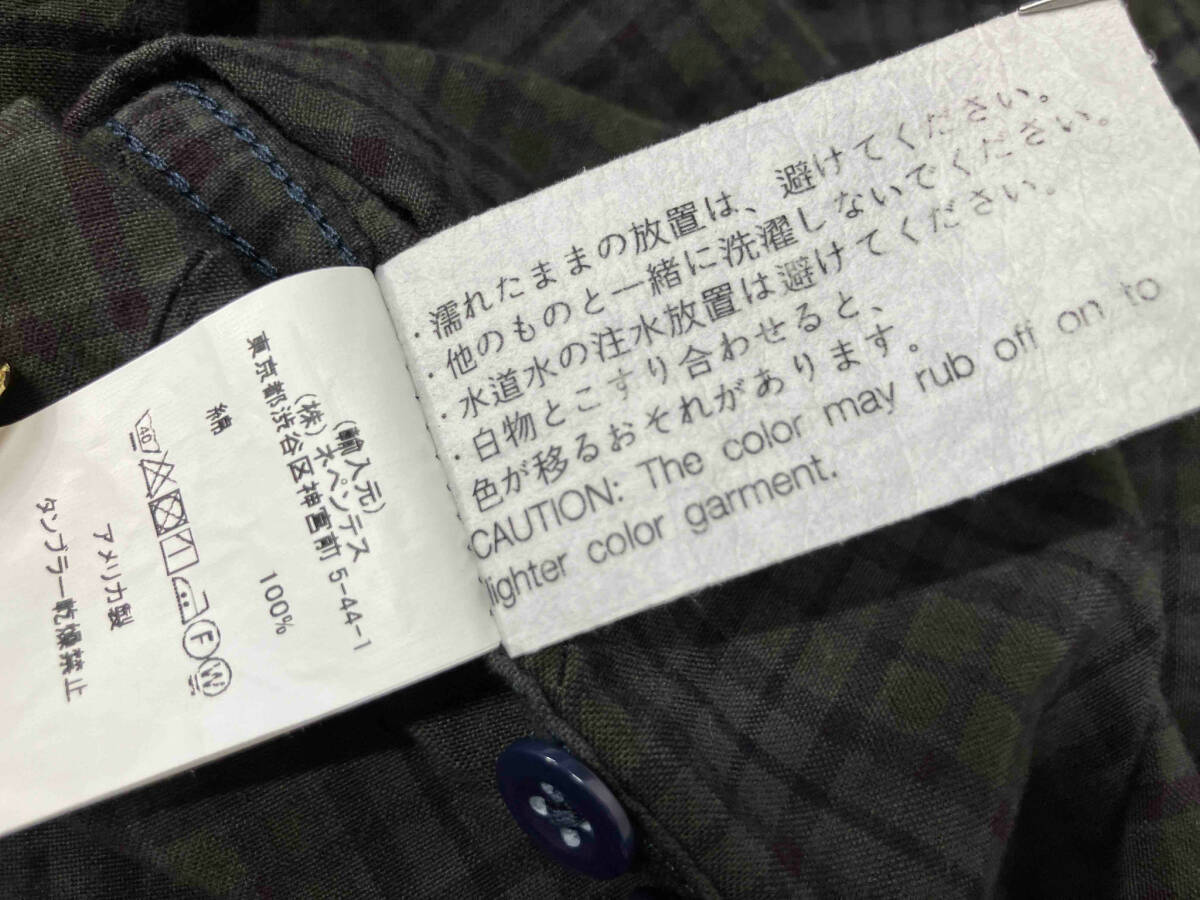 ・濡れたままの放置は、避けてください。
・他のものと一緒に洗濯しないでください。
・水道水の注水放置は避けてください。
・白物とこすり合わせると、
色が移るおそれがあります。
CAUTION: The color may rub off on to
lighter color garment.
(輸入元)
(株)ネペンテス
東京都渋谷区神宮前 5-44-1
綿 100%
40
F
W
アメリカ製
タンブラー乾燥禁止